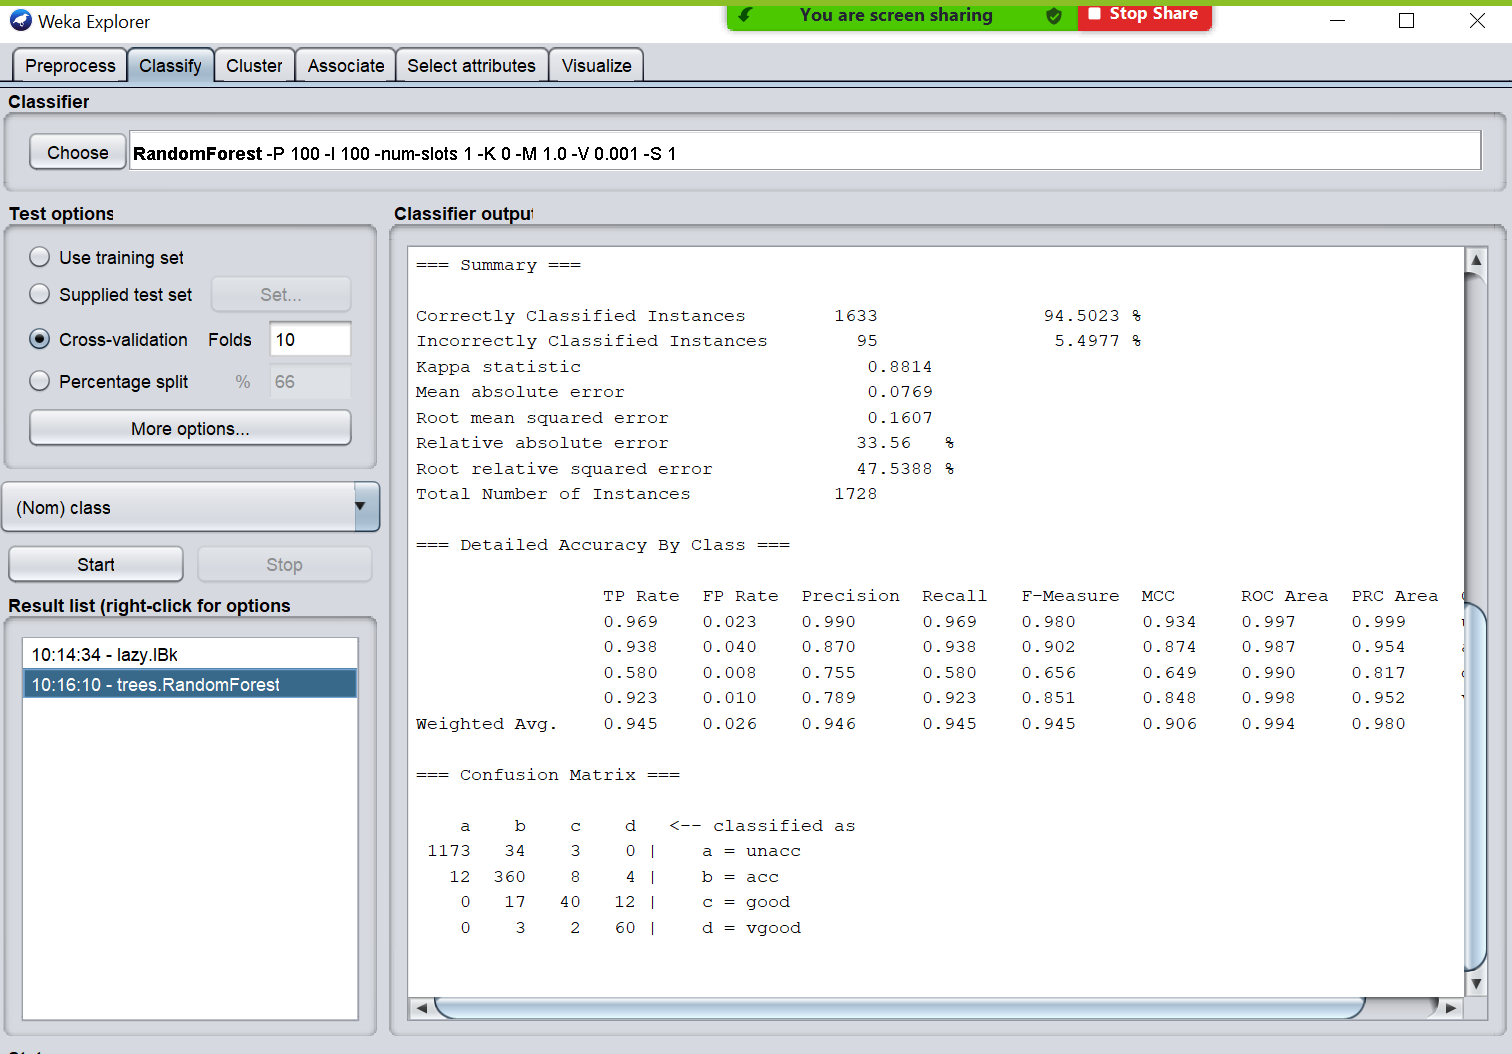 Weka Explorer
You are screen sharing
Stop Share
Preprocess Classify Cluster Associate Select attributes Visualize
Classifier
Choose RandomForest -P 100 -I 100 -num-slots 1 -K 0 -M 1.0 -V 0.001 -S 1
Test options
Use training set
Supplied test set Set...
Cross-validation Folds 10
Percentage split % 66
More options...
(Nom) class
Start Stop
Result list (right-click for options
10:14:34 - lazy.IBk
10:16:10 - trees.RandomForest
Classifier output
=== Summary ===
Correctly Classified Instances 1633 94.5023 %
Incorrectly Classified Instances 95 5.4977 %
Kappa statistic 0.8814
Mean absolute error 0.0769
Root mean squared error 0.1607
Relative absolute error 33.56 %
Root relative squared error 47.5388 %
Total Number of Instances 1728
=== Detailed Accuracy By Class ===
TP Rate FP Rate Precision Recall F-Measure MCC ROC Area PRC Area
0.969 0.023 0.990 0.969 0.980 0.934 0.997 0.999
0.938 0.040 0.870 0.938 0.902 0.874 0.987 0.954
0.580 0.008 0.755 0.580 0.656 0.649 0.990 0.817
0.923 0.010 0.789 0.923 0.851 0.848 0.998 0.952
Weighted Avg. 0.945 0.026 0.946 0.945 0.945 0.906 0.994 0.980
=== Confusion Matrix ===
a b c d <-- classified as
1173 34 3 0 | a = unacc
12 360 8 4 | b = acc
0 17 40 12 | c = good
0 3 2 60 | d = vgood